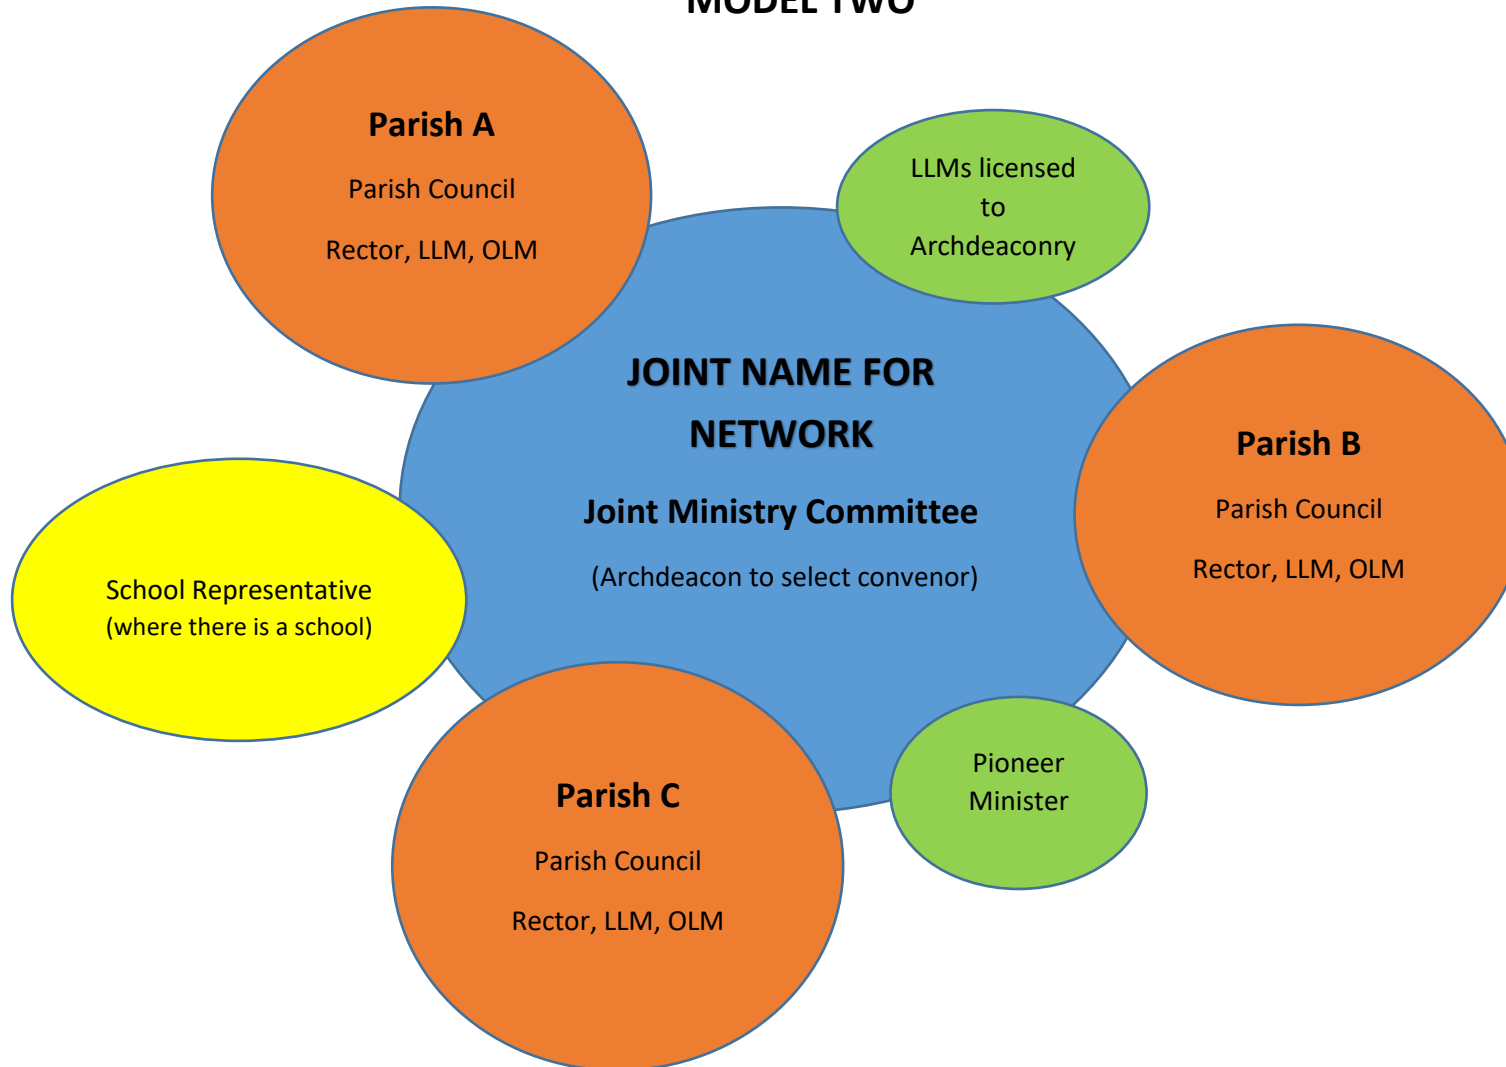 MODEL TWO
Parish A
Parish Council
Rector, LLM, OLM
LLMs licensed
to
Archdeaconry
JOINT NAME FOR
NETWORK
Joint Ministry Committee
(Archdeacon to select convenor)
Parish B
Parish Council
Rector, LLM, OLM
School Representative
(where there is a school)
Pioneer
Minister
Parish C
Parish Council
Rector, LLM, OLM